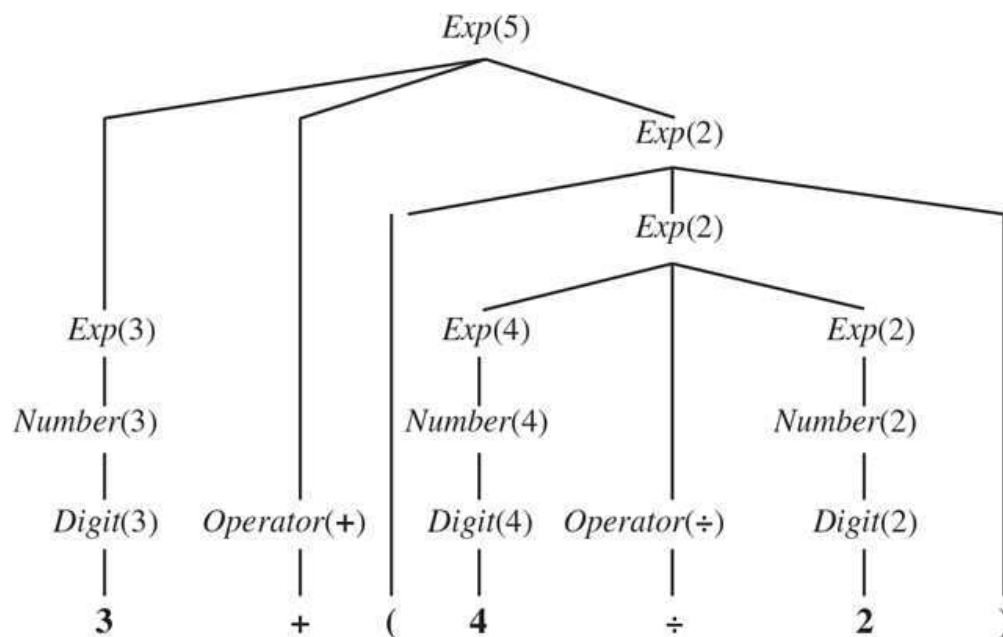 Exp(5)
Exp(2)
Exp(2)
Exp(3) Exp(4) Exp(2)
Number(3) Number(4) Number(2)
Digit(3) Operator(+) Digit(4) Operator(÷) Digit(2)
3 + ( 4 ÷ 2 )